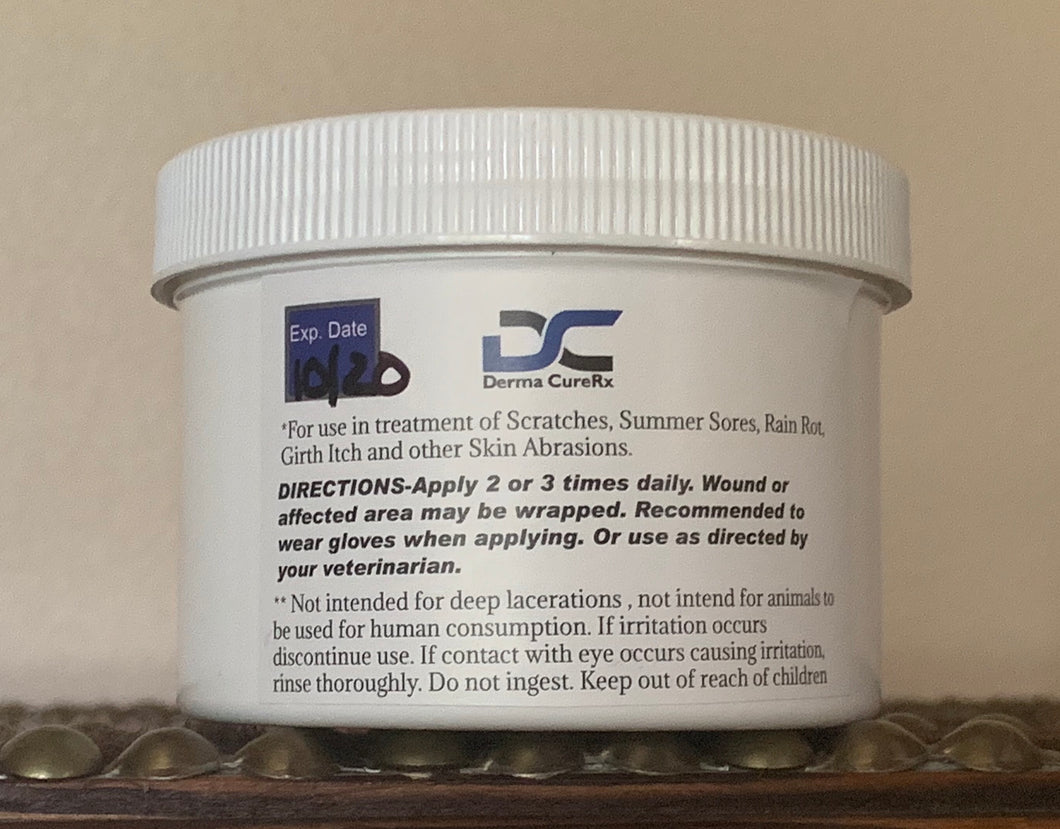 Exp. Date
10/20
DC
Derma CureRx
*For use in treatment of Scratches, Summer Sores, Rain Rot,
Girth Itch and other Skin Abrasions.
DIRECTIONS-Apply 2 or 3 times daily. Wound or
affected area may be wrapped. Recommended to
wear gloves when applying. Or use as directed by
your veterinarian.
** Not intended for deep lacerations , not intend for animals to
be used for human consumption. If irritation occurs
discontinue use. If contact with eye occurs causing irritation,
rinse thoroughly. Do not ingest. Keep out of reach of children